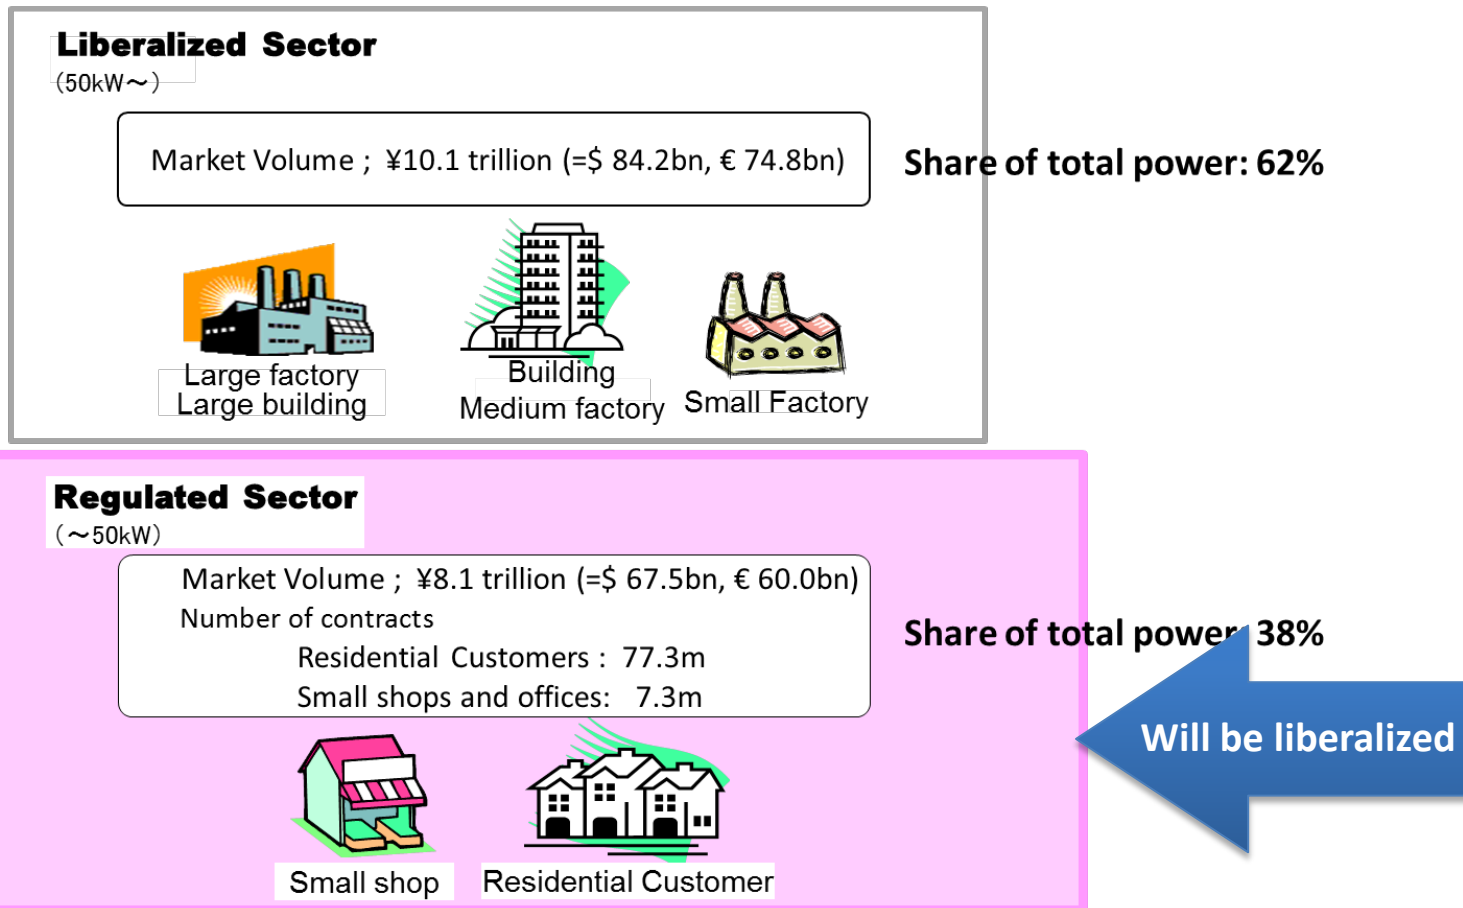 Liberalized Sector
（50kW～）
Market Volume ; ¥10.1 trillion (=$ 84.2bn, € 74.8bn)
Share of total power: 62%
Large factory
Large building
Building
Medium factory
Small Factory
Regulated Sector
（～50kW）
Market Volume ; ¥8.1 trillion (=$ 67.5bn, € 60.0bn)
Number of contracts
Residential Customers : 77.3m
Small shops and offices: 7.3m
Share of total power: 38%
Will be liberalized
Small shop
Residential Customer